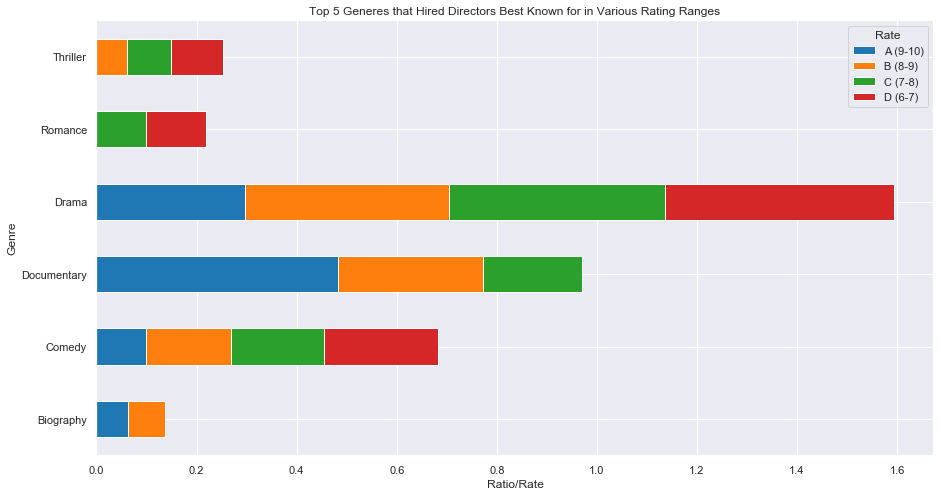 Top 5 Generes that Hired Directors Best Known for in Various Rating Ranges
Rate
A (9-10)
B (8-9)
C (7-8)
D (6-7)
Genre
Thriller
Romance
Drama
Documentary
Comedy
Biography
0.0 0.2 0.4 0.6 0.8 1.0 1.2 1.4 1.6
Ratio/Rate